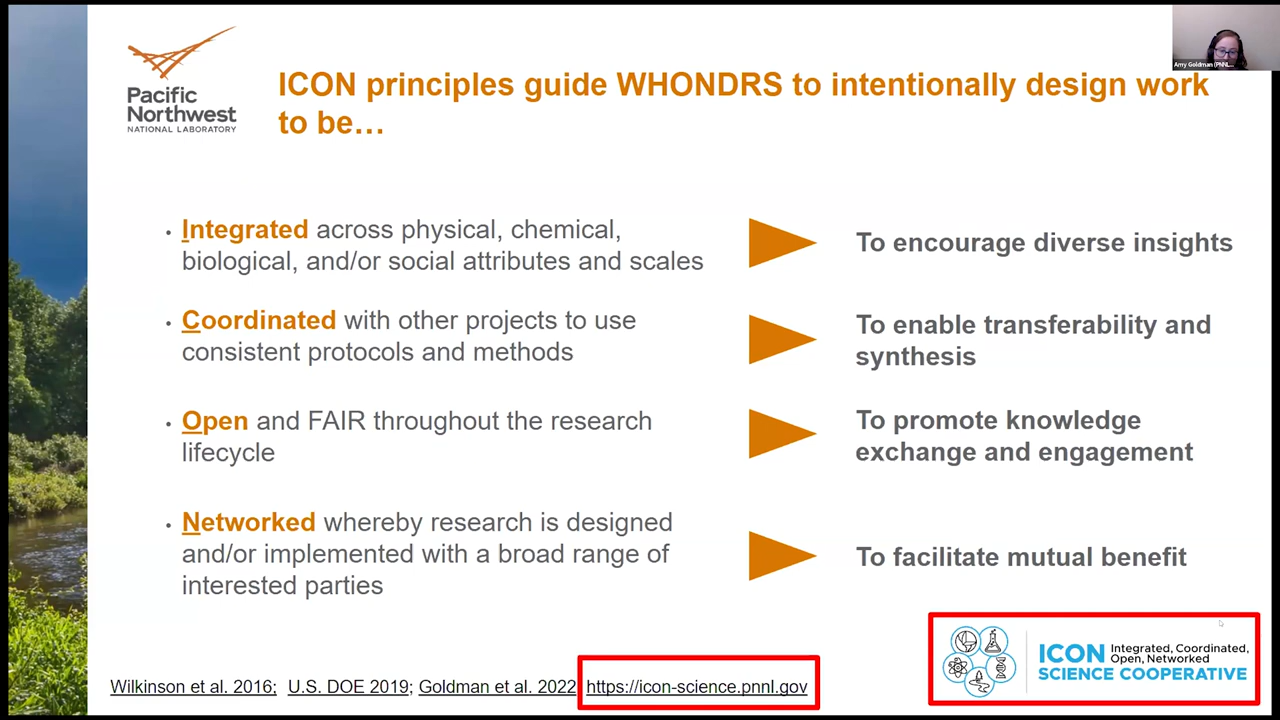 Pacific
Northwest
NATIONAL LABORATORY
Amy Goldman (PNNL...
ICON principles guide WHONDRS to intentionally design work
to be…
• Integrated across physical, chemical,
biological, and/or social attributes and scales
To encourage diverse insights
• Coordinated with other projects to use
consistent protocols and methods
To enable transferability and
synthesis
• Open and FAIR throughout the research
lifecycle
To promote knowledge
exchange and engagement
• Networked whereby research is designed
and/or implemented with a broad range of
interested parties
To facilitate mutual benefit
Wilkinson et al. 2016; U.S. DOE 2019; Goldman et al. 2022 https://icon-science.pnnl.gov
ICON Integrated, Coordinated,
Open, Networked
SCIENCE COOPERATIVE